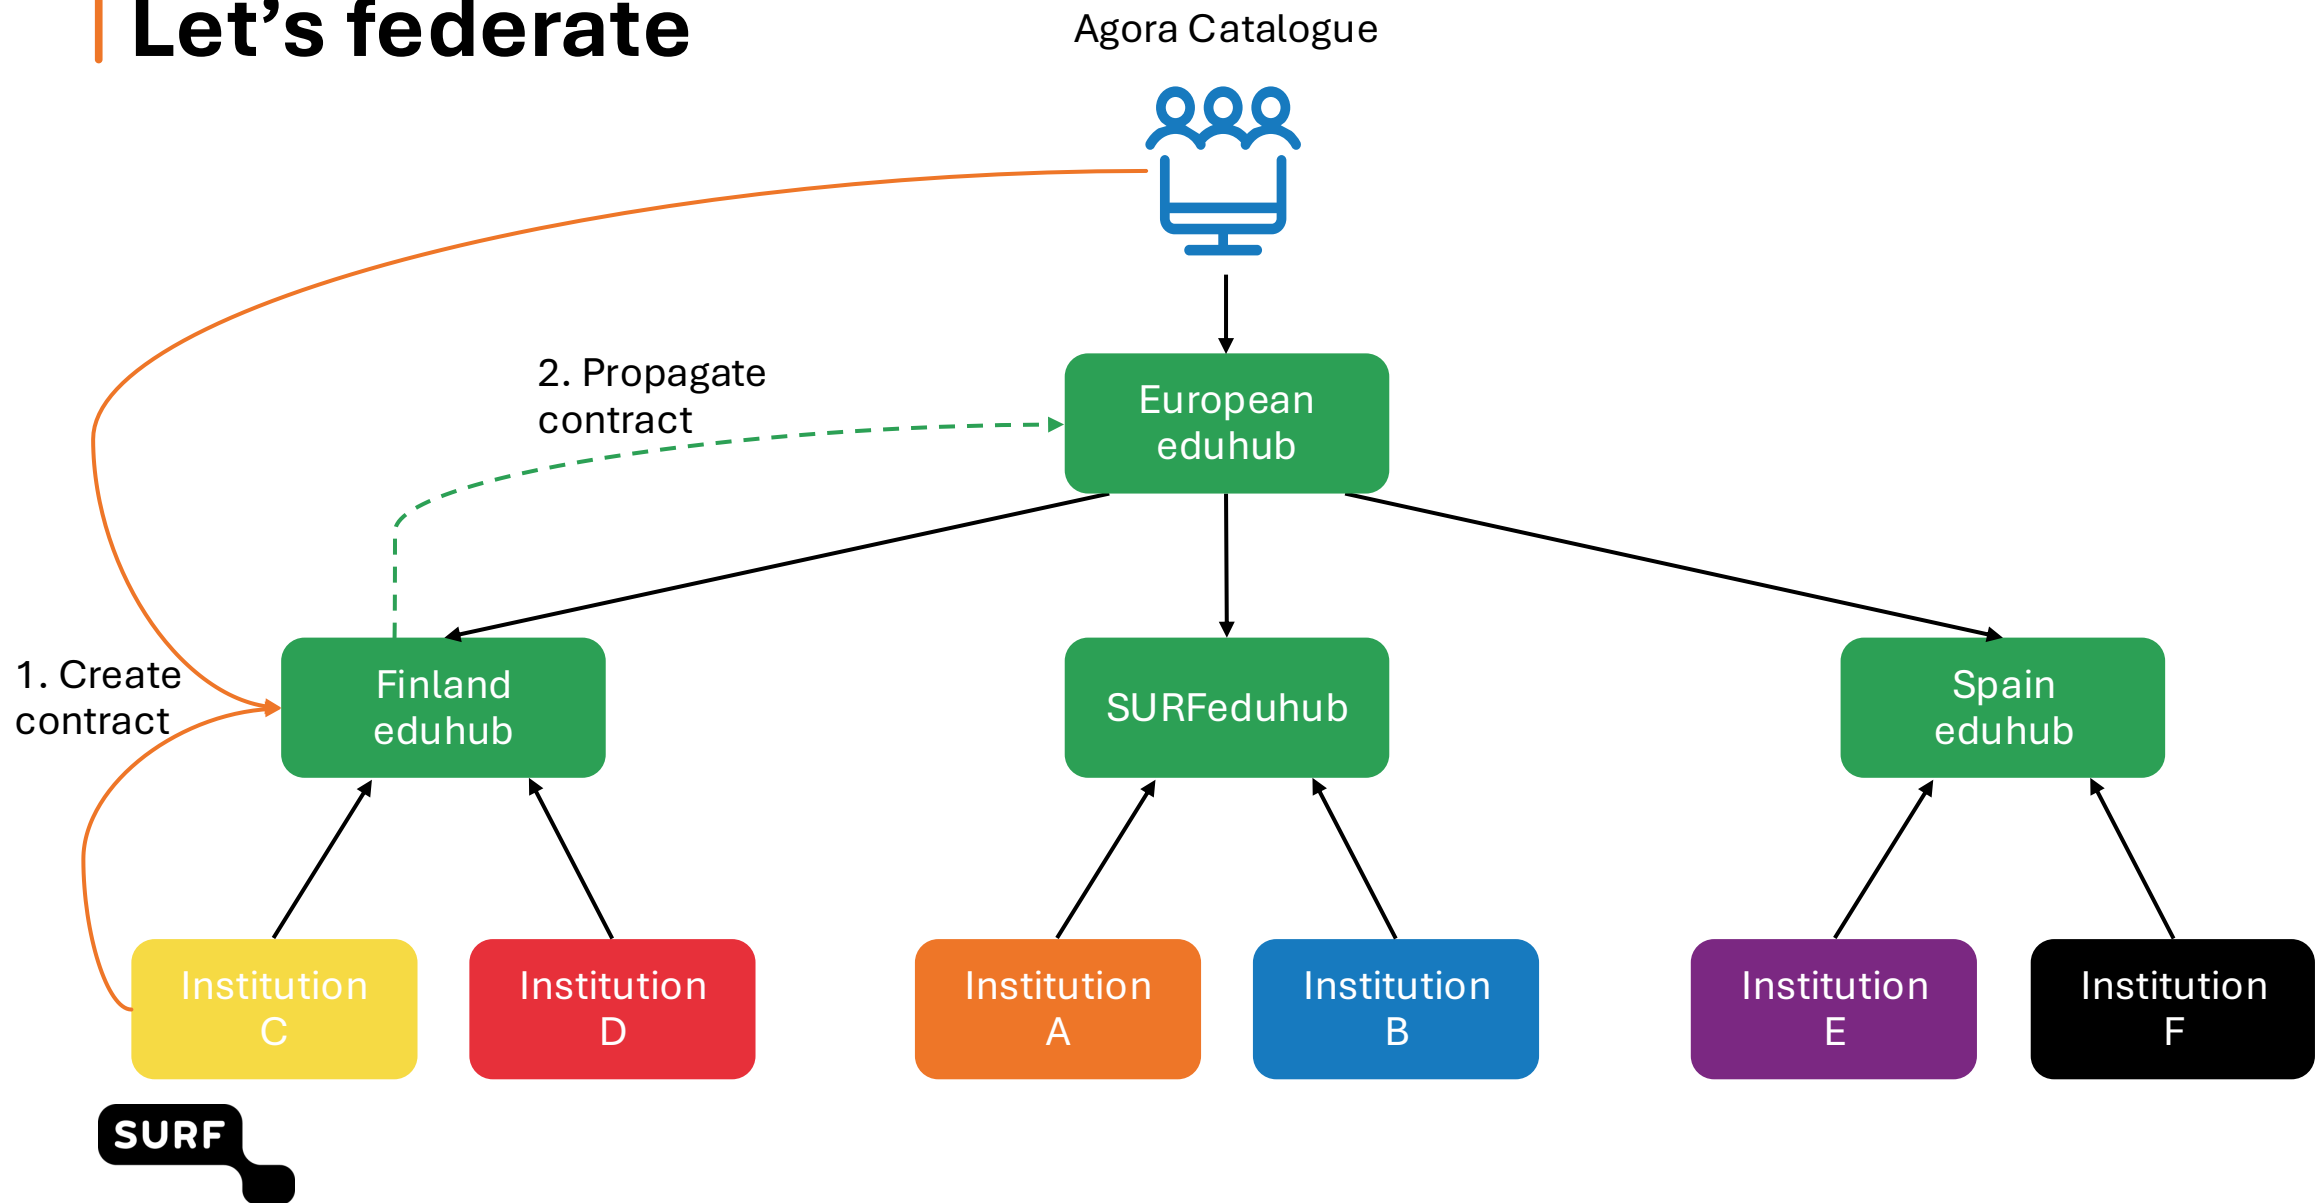 Let’s federate
Agora Catalogue
2. Propagate
contract
European
eduhub
1. Create
contract
Finland
eduhub
SURFeduhub
Spain
eduhub
Institution
C
Institution
D
Institution
A
Institution
B
Institution
E
Institution
F
SURF